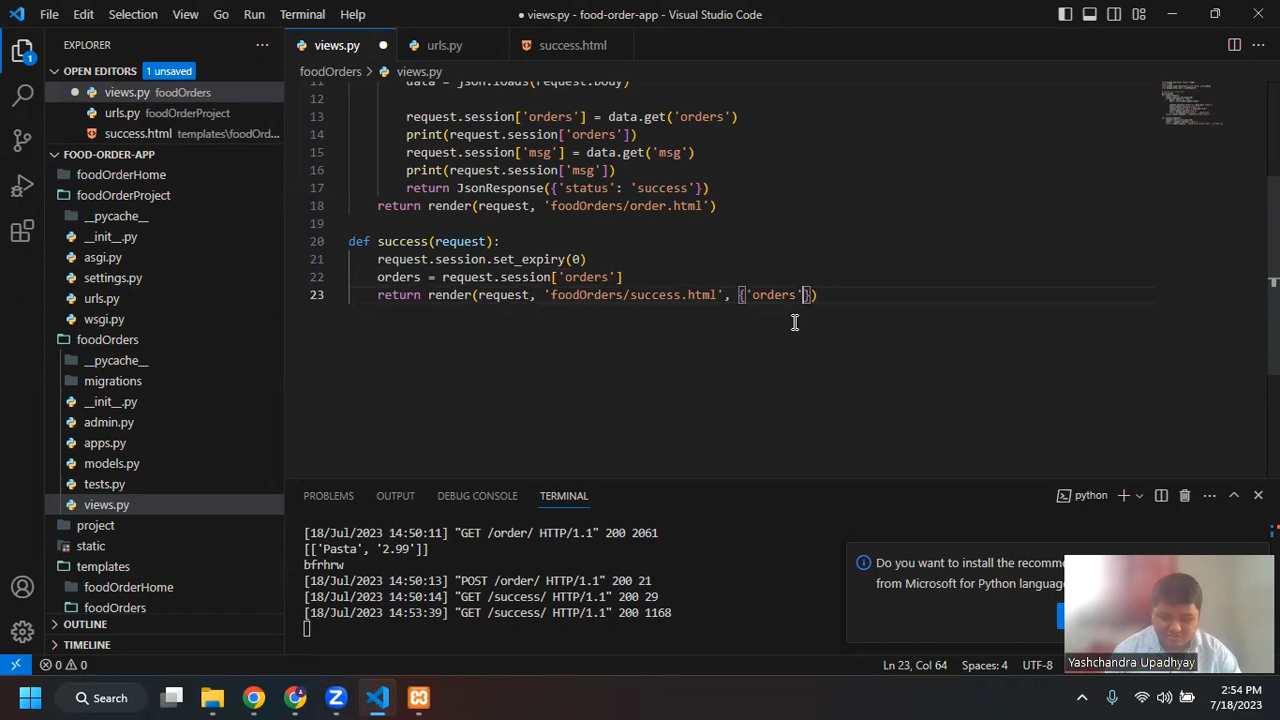 File Edit Selection View Go Run Terminal Help
views.py - food-order-app - Visual Studio Code
EXPLORER
OPEN EDITORS 1 unsaved
views.py foodOrders
urls.py foodOrderProject
success.html templates\foodOrd...
FOOD-ORDER-APP
foodOrderHome
foodOrderProject
__pycache__
__init__.py
asgi.py
settings.py
urls.py
wsgi.py
foodOrders
__pycache__
migrations
__init__.py
admin.py
apps.py
models.py
tests.py
views.py
project
static
templates
foodOrderHome
foodOrders
OUTLINE
TIMELINE
views.py urls.py success.html
foodOrders > views.py
11 data = json.loads(request.body)
12
13 request.session['orders'] = data.get('orders')
14 print(request.session['orders'])
15 request.session['msg'] = data.get('msg')
16 print(request.session['msg'])
17 return JsonResponse({'status': 'success'})
18 return render(request, 'foodOrders/order.html')
19
20 def success(request):
21 request.session.set_expiry(0)
22 orders = request.session['orders']
23 return render(request, 'foodOrders/success.html', {'orders'})
PROBLEMS OUTPUT DEBUG CONSOLE TERMINAL
python
[18/Jul/2023 14:50:11] "GET /order/ HTTP/1.1" 200 2061
[['Pasta', '2.99']]
bfrhrw
[18/Jul/2023 14:50:13] "POST /order/ HTTP/1.1" 200 21
[18/Jul/2023 14:50:14] "GET /success/ HTTP/1.1" 200 29
[18/Jul/2023 14:53:39] "GET /success/ HTTP/1.1" 200 1168
Do you want to install the recomme
from Microsoft for Python languag
Yashchandra Upadhyay
1
0 0
Ln 23, Col 64 Spaces: 4 UTF-8
Search
2:54 PM
7/18/2023